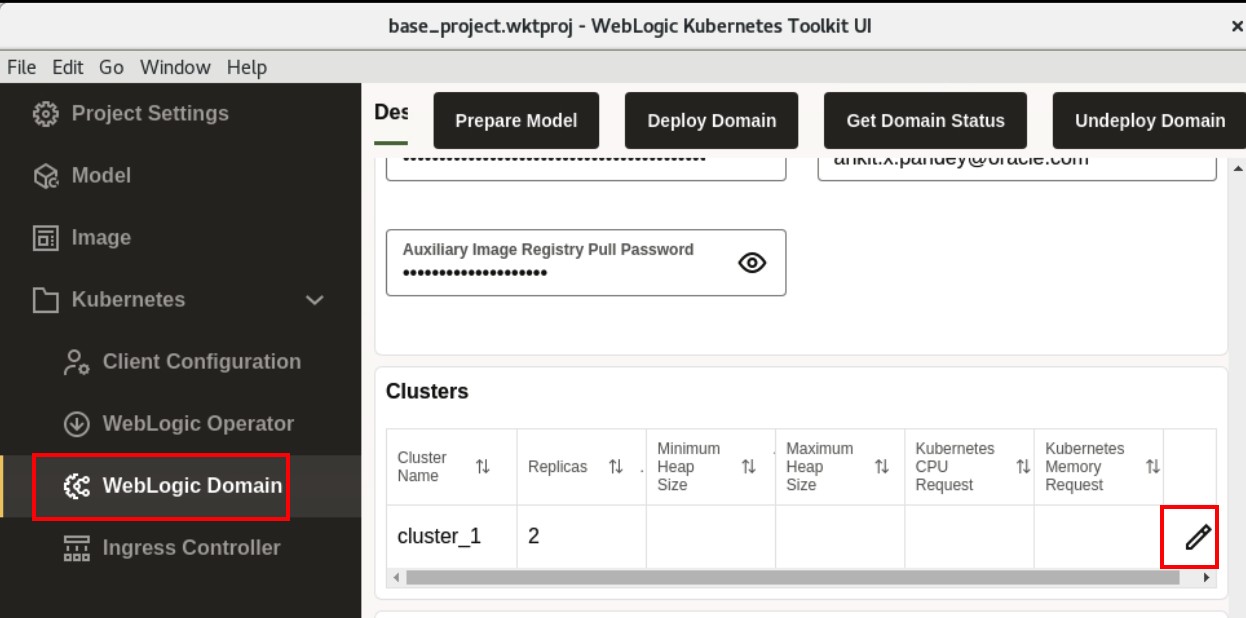 base_project.wktproj - WebLogic Kubernetes Toolkit UI
File Edit Go Window Help
Project Settings
Model
Image
Kubernetes
Client Configuration
WebLogic Operator
WebLogic Domain
Ingress Controller
Des
Prepare Model
Deploy Domain
Get Domain Status
Undeploy Domain
ankit.x.pandey@oracle.com
Auxiliary Image Registry Pull Password
••••••••••••••••••••
Clusters
Cluster Name
Replicas
Minimum Heap Size
Maximum Heap Size
Kubernetes CPU Request
Kubernetes Memory Request
cluster_1
2